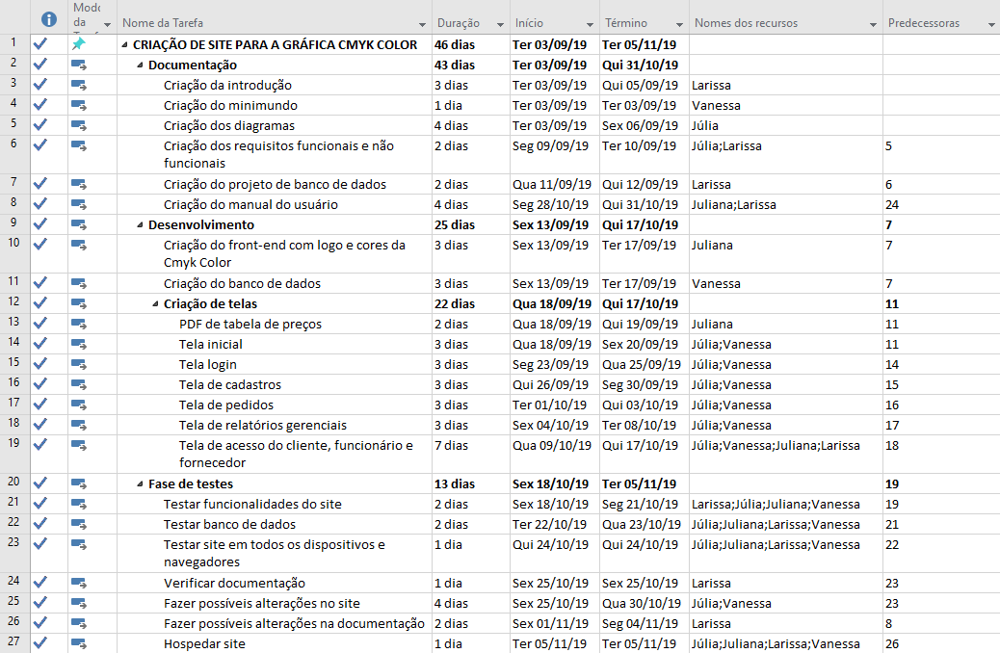 Modo da Tarefa Nome da Tarefa Duração Início Término Nomes dos recursos Predecessoras
1 CRIAÇÃO DE SITE PARA A GRÁFICA CMYK COLOR 46 dias Ter 03/09/19 Ter 05/11/19
2 Documentação 43 dias Ter 03/09/19 Qui 31/10/19
3 Criação da introdução 3 dias Ter 03/09/19 Qui 05/09/19 Larissa
4 Criação do minimundo 1 dia Ter 03/09/19 Ter 03/09/19 Vanessa
5 Criação dos diagramas 4 dias Ter 03/09/19 Sex 06/09/19 Júlia
6 Criação dos requisitos funcionais e não 2 dias Seg 09/09/19 Ter 10/09/19 Júlia;Larissa 5
funcionais
7 Criação do projeto de banco de dados 2 dias Qua 11/09/19 Qui 12/09/19 Larissa 6
8 Criação do manual do usuário 4 dias Seg 28/10/19 Qui 31/10/19 Juliana;Larissa 24
9 Desenvolvimento 25 dias Sex 13/09/19 Qui 17/10/19 7
10 Criação do front-end com logo e cores da 3 dias Sex 13/09/19 Ter 17/09/19 Juliana 7
Cmyk Color
11 Criação do banco de dados 3 dias Sex 13/09/19 Ter 17/09/19 Vanessa 7
12 Criação de telas 22 dias Qua 18/09/19 Qui 17/10/19 11
13 PDF de tabela de preços 2 dias Qua 18/09/19 Qui 19/09/19 Juliana 11
14 Tela inicial 3 dias Qua 18/09/19 Sex 20/09/19 Júlia;Vanessa 11
15 Tela login 3 dias Seg 23/09/19 Qua 25/09/19 Júlia;Vanessa 14
16 Tela de cadastros 3 dias Qui 26/09/19 Seg 30/09/19 Júlia;Vanessa 15
17 Tela de pedidos 3 dias Ter 01/10/19 Qui 03/10/19 Júlia;Vanessa 16
18 Tela de relatórios gerenciais 3 dias Sex 04/10/19 Ter 08/10/19 Júlia;Vanessa 17
19 Tela de acesso do cliente, funcionário e 7 dias Qua 09/10/19 Qui 17/10/19 Júlia;Vanessa;Juliana;Larissa 18
fornecedor
20 Fase de testes 13 dias Sex 18/10/19 Ter 05/11/19 19
21 Testar funcionalidades do site 2 dias Sex 18/10/19 Seg 21/10/19 Larissa;Júlia;Juliana;Vanessa 19
22 Testar banco de dados 2 dias Ter 22/10/19 Qua 23/10/19 Júlia;Juliana;Larissa;Vanessa 21
23 Testar site em todos os dispositivos e 1 dia Qui 24/10/19 Qui 24/10/19 Júlia;Juliana;Larissa;Vanessa 22
navegadores
24 Verificar documentação 1 dia Sex 25/10/19 Sex 25/10/19 Larissa 23
25 Fazer possíveis alterações no site 4 dias Sex 25/10/19 Qua 30/10/19 Júlia;Vanessa 23
26 Fazer possíveis alterações na documentação 2 dias Sex 01/11/19 Seg 04/11/19 Larissa 8
27 Hospedar site 1 dia Ter 05/11/19 Ter 05/11/19 Júlia;Juliana;Larissa;Vanessa 26